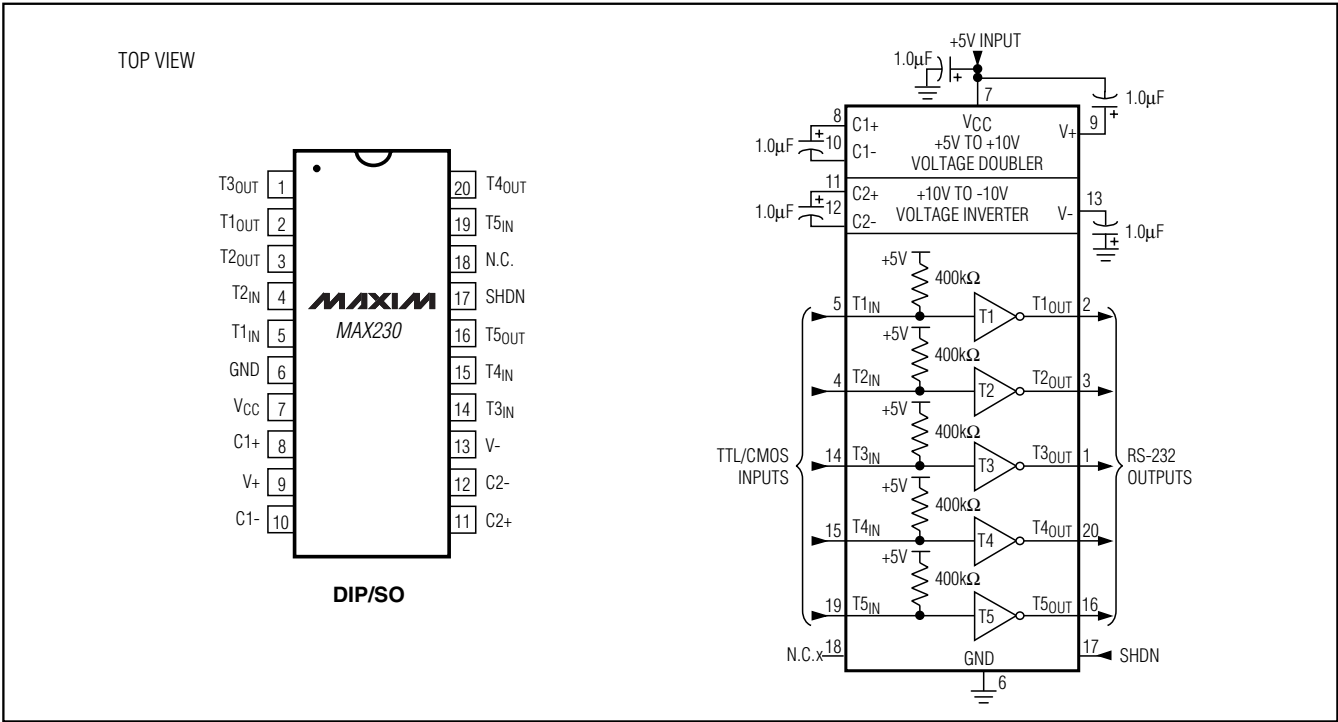 TOP VIEW
T3OUT 1
T1OUT 2
T2OUT 3
T2IN 4
T1IN 5
GND 6
VCC 7
C1+ 8
V+ 9
C1- 10
MAXIM
MAX230
20 T4OUT
19 T5IN
18 N.C.
17 SHDN
16 T5OUT
15 T4IN
14 T3IN
13 V-
12 C2-
11 C2+
DIP/SO
+5V INPUT
1.0µF
+
7
1.0µF
+
8 C1+
1.0µF + 10 C1-
VCC
+5V TO +10V
VOLTAGE DOUBLER
V+ 9
11 C2+
1.0µF + 12 C2-
+10V TO -10V
VOLTAGE INVERTER
V- 13
1.0µF
+
+5V
400kΩ
5 T1IN T1 T1OUT 2
+5V
400kΩ
4 T2IN T2 T2OUT 3
+5V
400kΩ
TTL/CMOS
INPUTS
14 T3IN T3 T3OUT 1
RS-232
OUTPUTS
+5V
400kΩ
15 T4IN T4 T4OUT 20
+5V
400kΩ
19 T5IN T5 T5OUT 16
N.C. x 18
GND
17 SHDN
6